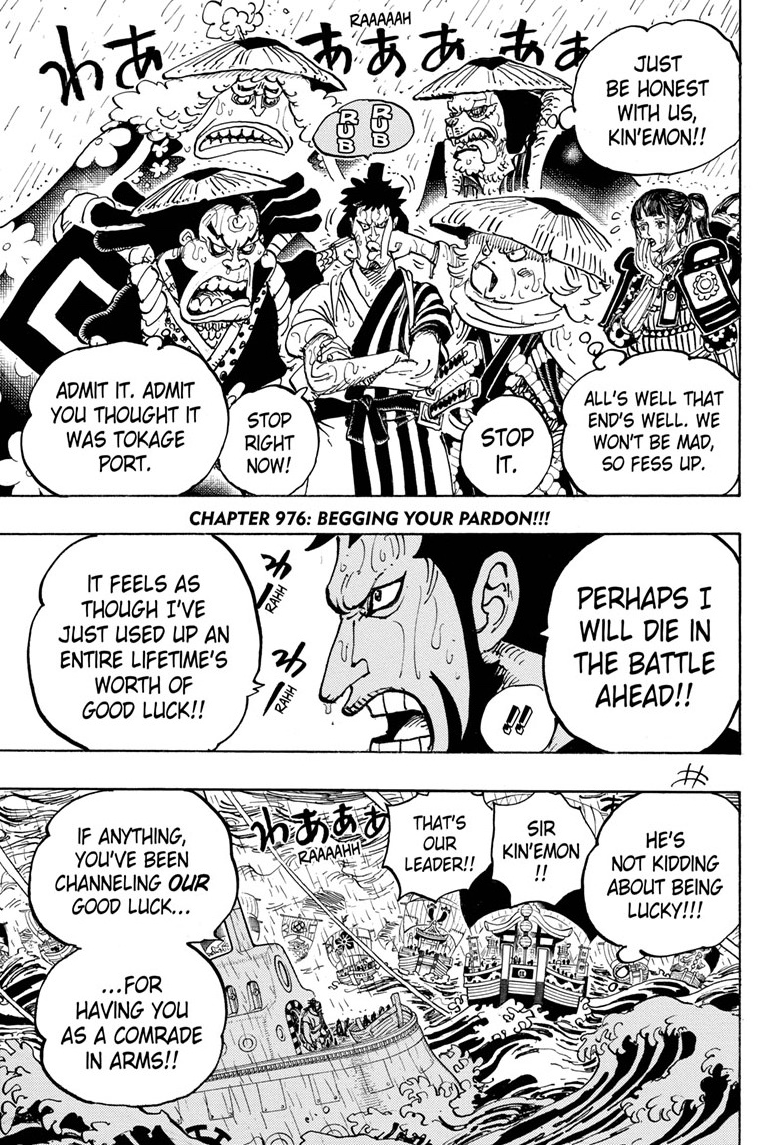 わああああああ
RAAAAAH
JUST
BE HONEST
WITH US,
KIN'EMON!!
RUB
RUB
ADMIT IT. ADMIT
YOU THOUGHT IT
WAS TOKAGE
PORT.
STOP
RIGHT
NOW!
STOP
IT.
ALL'S WELL THAT
END'S WELL. WE
WON'T BE MAD,
SO FESS UP.
CHAPTER 976: BEGGING YOUR PARDON!!!
PERHAPS I
WILL DIE IN
THE BATTLE
AHEAD!!
!!
わー
RAHH
わー
RAHH
IT FEELS AS
THOUGH I'VE
JUST USED UP AN
ENTIRE LIFETIME'S
WORTH OF
GOOD LUCK!!
HE'S
NOT KIDDING
ABOUT BEING
LUCKY!!!
SIR
KIN'EMON
!!
THAT'S
OUR
LEADER!!
わああああ
RAAAAHH
IF ANYTHING,
YOU'VE BEEN
CHANNELING OUR
GOOD LUCK...
...FOR
HAVING YOU
AS A COMRADE
IN ARMS!!